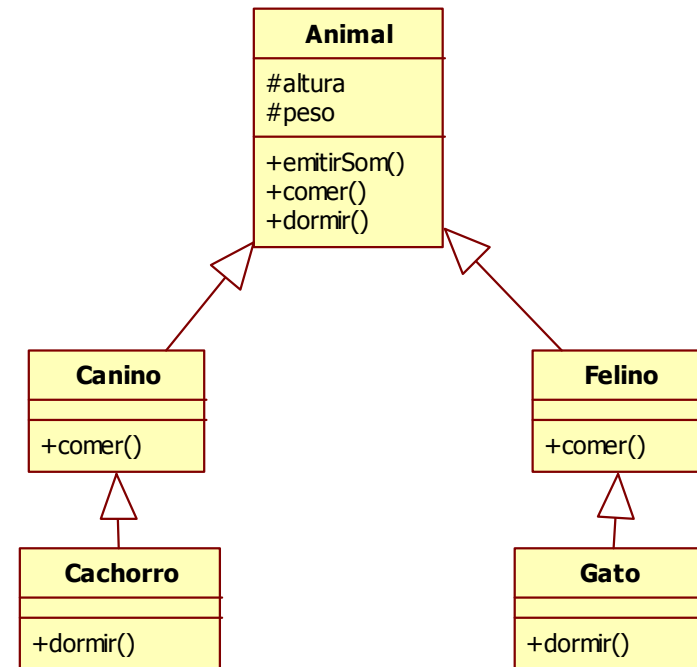 Animal
#altura
#peso
+emitirSom()
+comer()
+dormir()
Canino
+comer()
Felino
+comer()
Cachorro
+dormir()
Gato
+dormir()